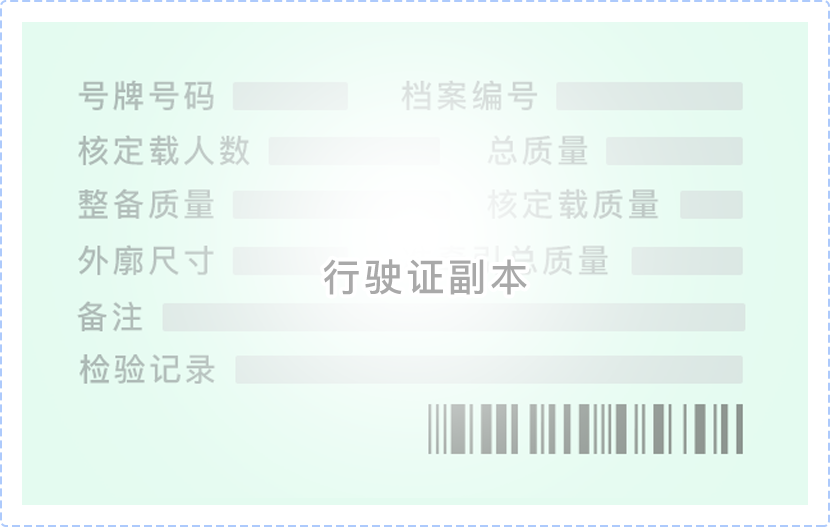 号牌号码 档案编号
核定载人数 总质量
整备质量 核定载质量
外廓尺寸 引总质量
行驶证副本
备注
检验记录